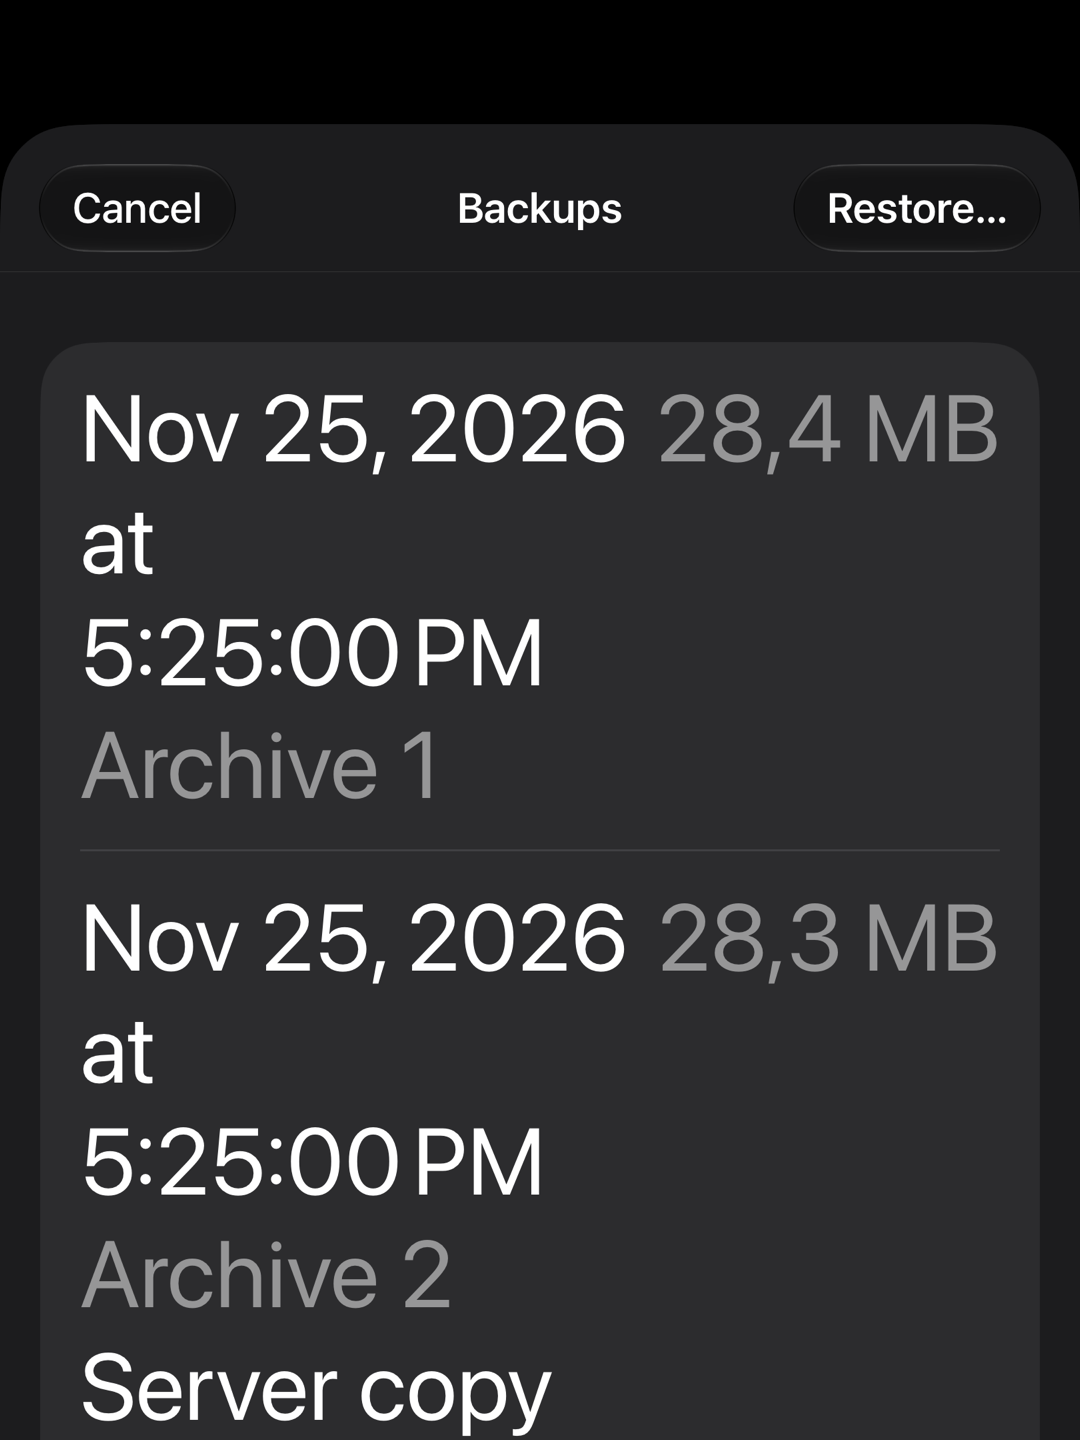 Cancel
Backups
Restore...
Nov 25, 2026 28,4 MB
at
5:25:00 PM
Archive 1
Nov 25, 2026 28,3 MB
at
5:25:00 PM
Archive 2
Server copy